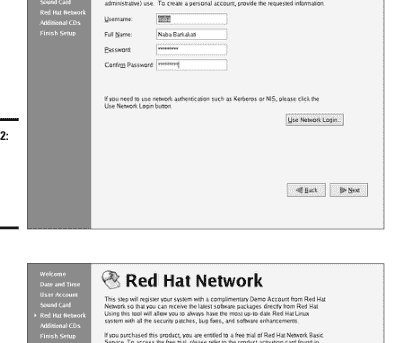 Sound Card
Red Hat Network
Additional CDs
Finish Setup
administrative) use. To create a personal account, provide the requested information.
Username:
naba
Full Name:
Naba Barkakati
Password:
********
Confirm Password:
********
If you need to use network authentication such as Kerberos or NIS, please click the
Use Network Login button.
Use Network Login...
Back
Next
2:
Welcome
Date and Time
User Account
Sound Card
Red Hat Network
Additional CDs
Finish Setup
Red Hat Network
This step will register your system with a complimentary Demo Account from Red Hat
Network so that you can receive the latest software packages directly from Red Hat.
Using this tool will allow you to always have the most up-to-date Red Hat Linux
system with all the security patches, bug fixes, and software enhancements.
If you purchased this product, you are entitled to a free trial of Red Hat Network Basic
Service. To access the free trial, please refer to the product activation card found in